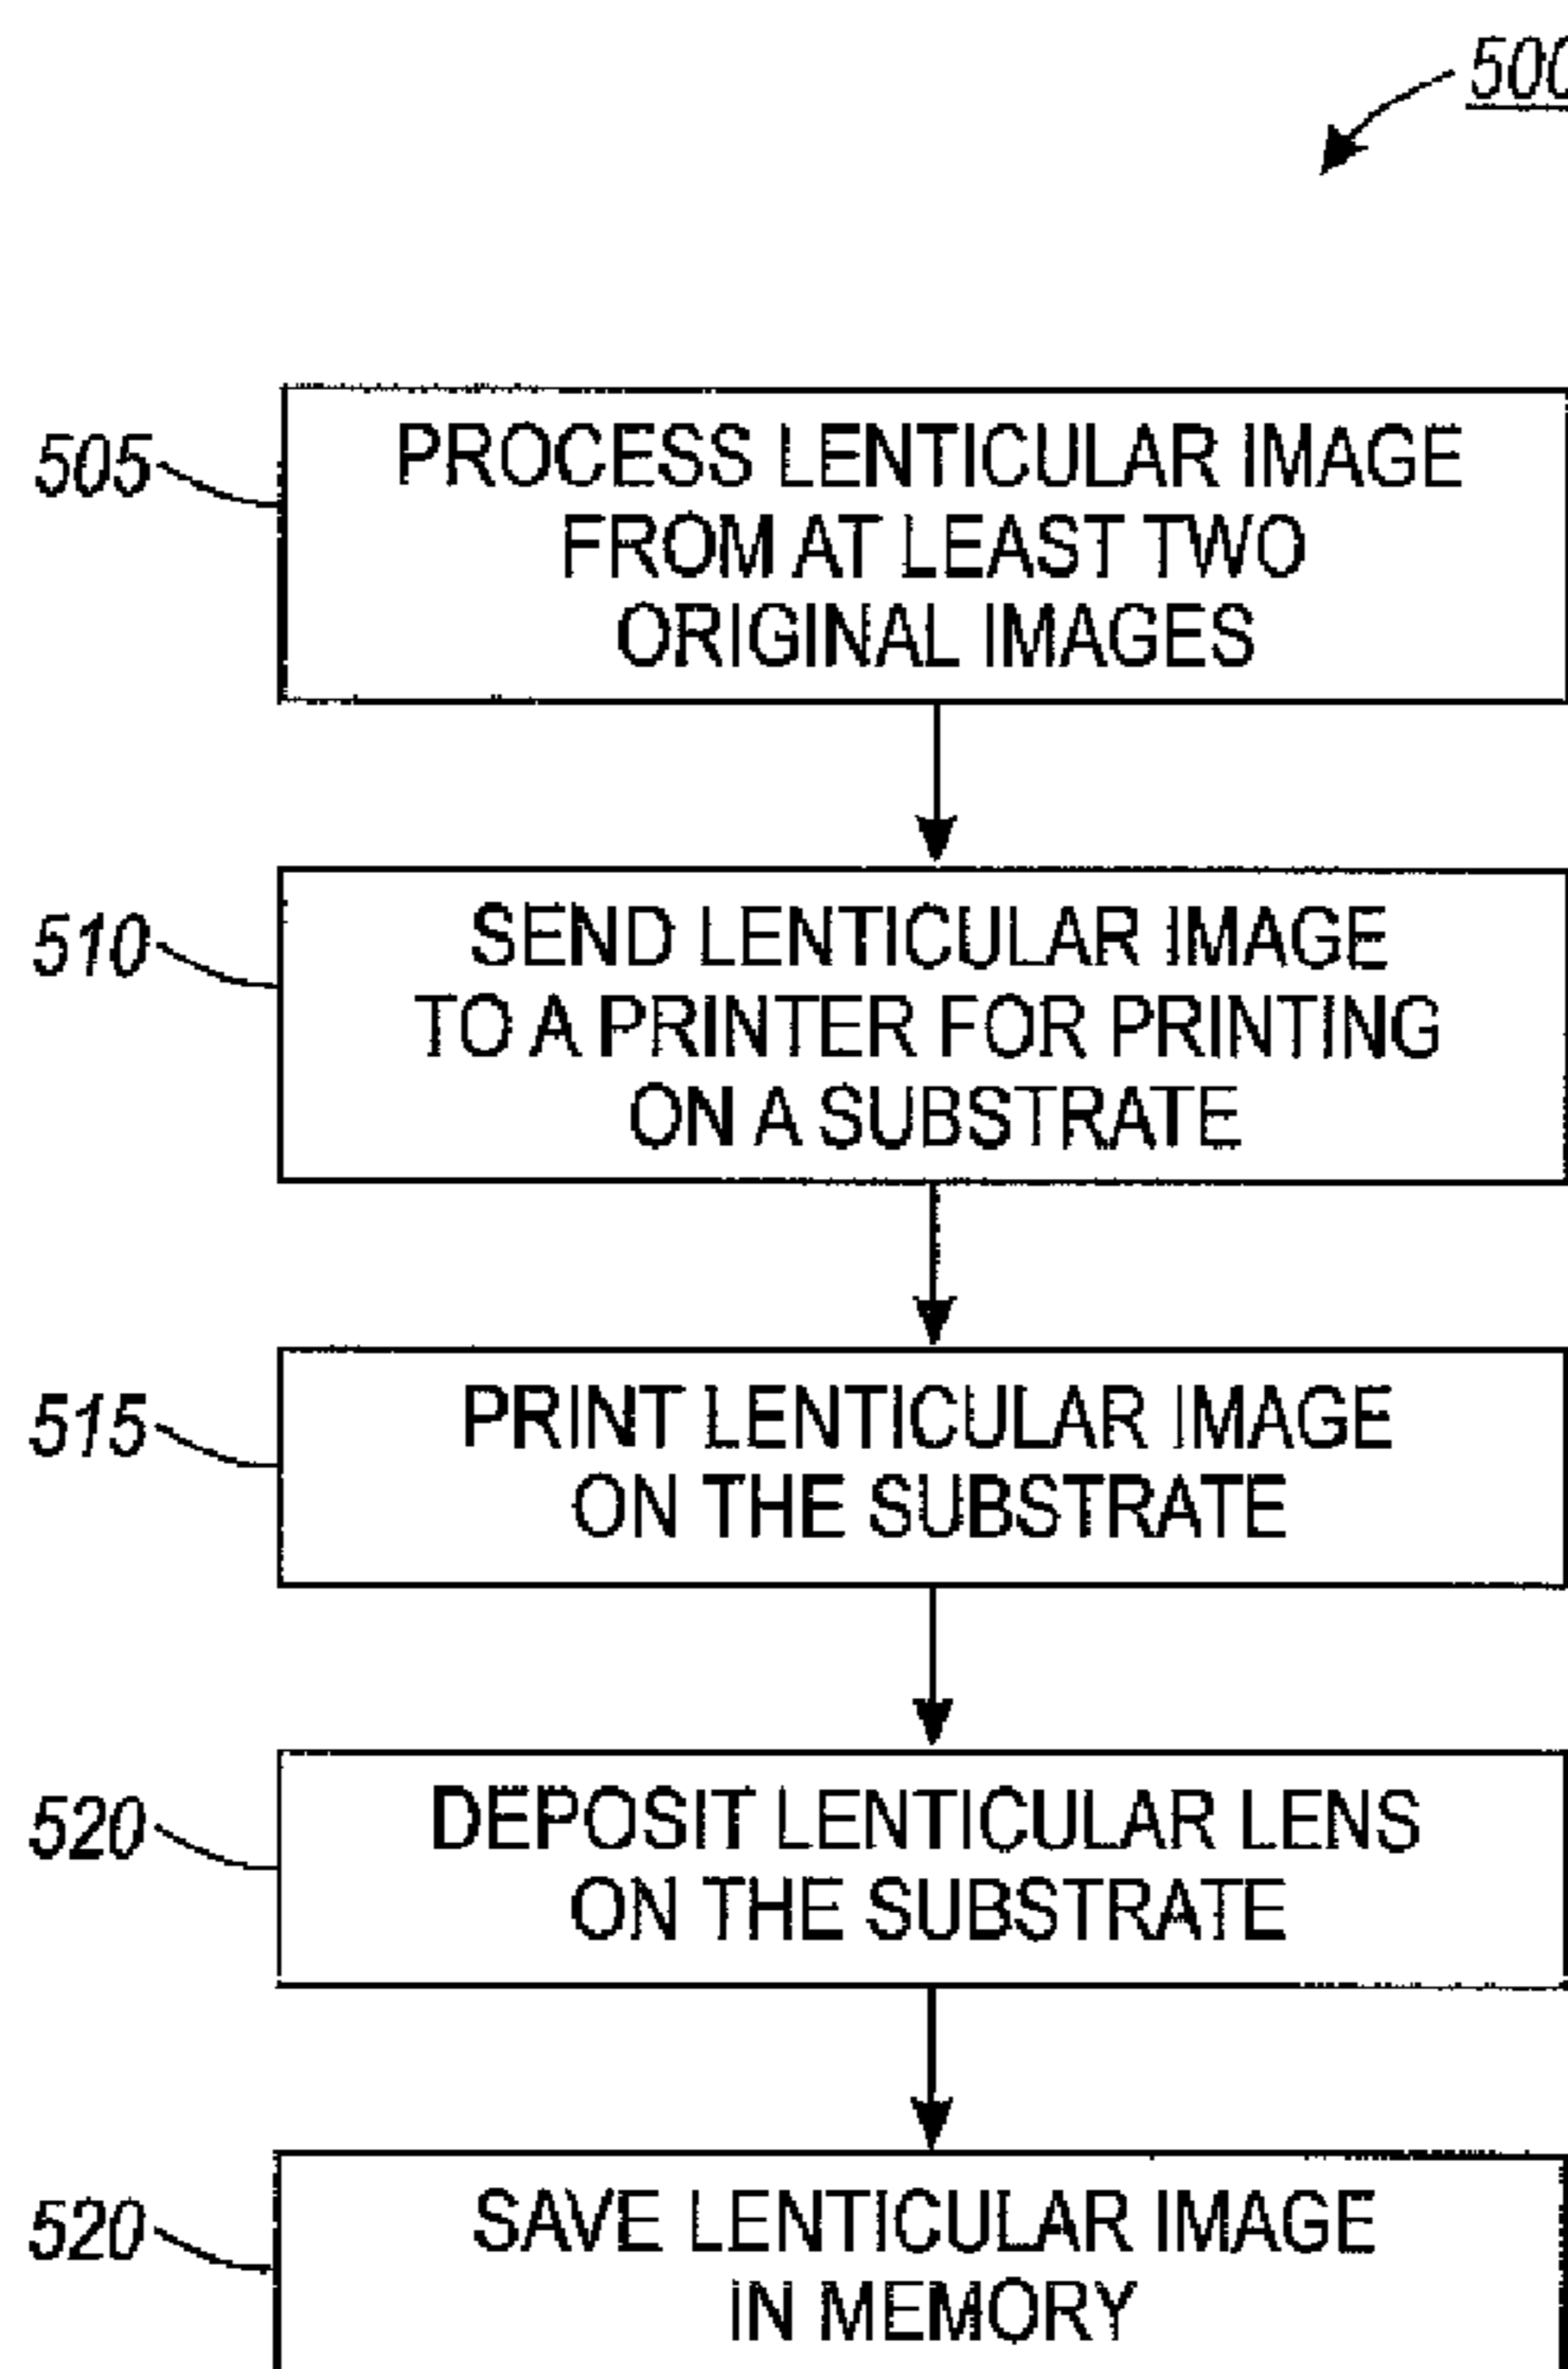 500
505
PROCESS LENTICULAR IMAGE
FROM AT LEAST TWO
ORIGINAL IMAGES
510
SEND LENTICULAR IMAGE
TO A PRINTER FOR PRINTING
ON A SUBSTRATE
515
PRINT LENTICULAR IMAGE
ON THE SUBSTRATE
520
DEPOSIT LENTICULAR LENS
ON THE SUBSTRATE
520
SAVE LENTICULAR IMAGE
IN MEMORY